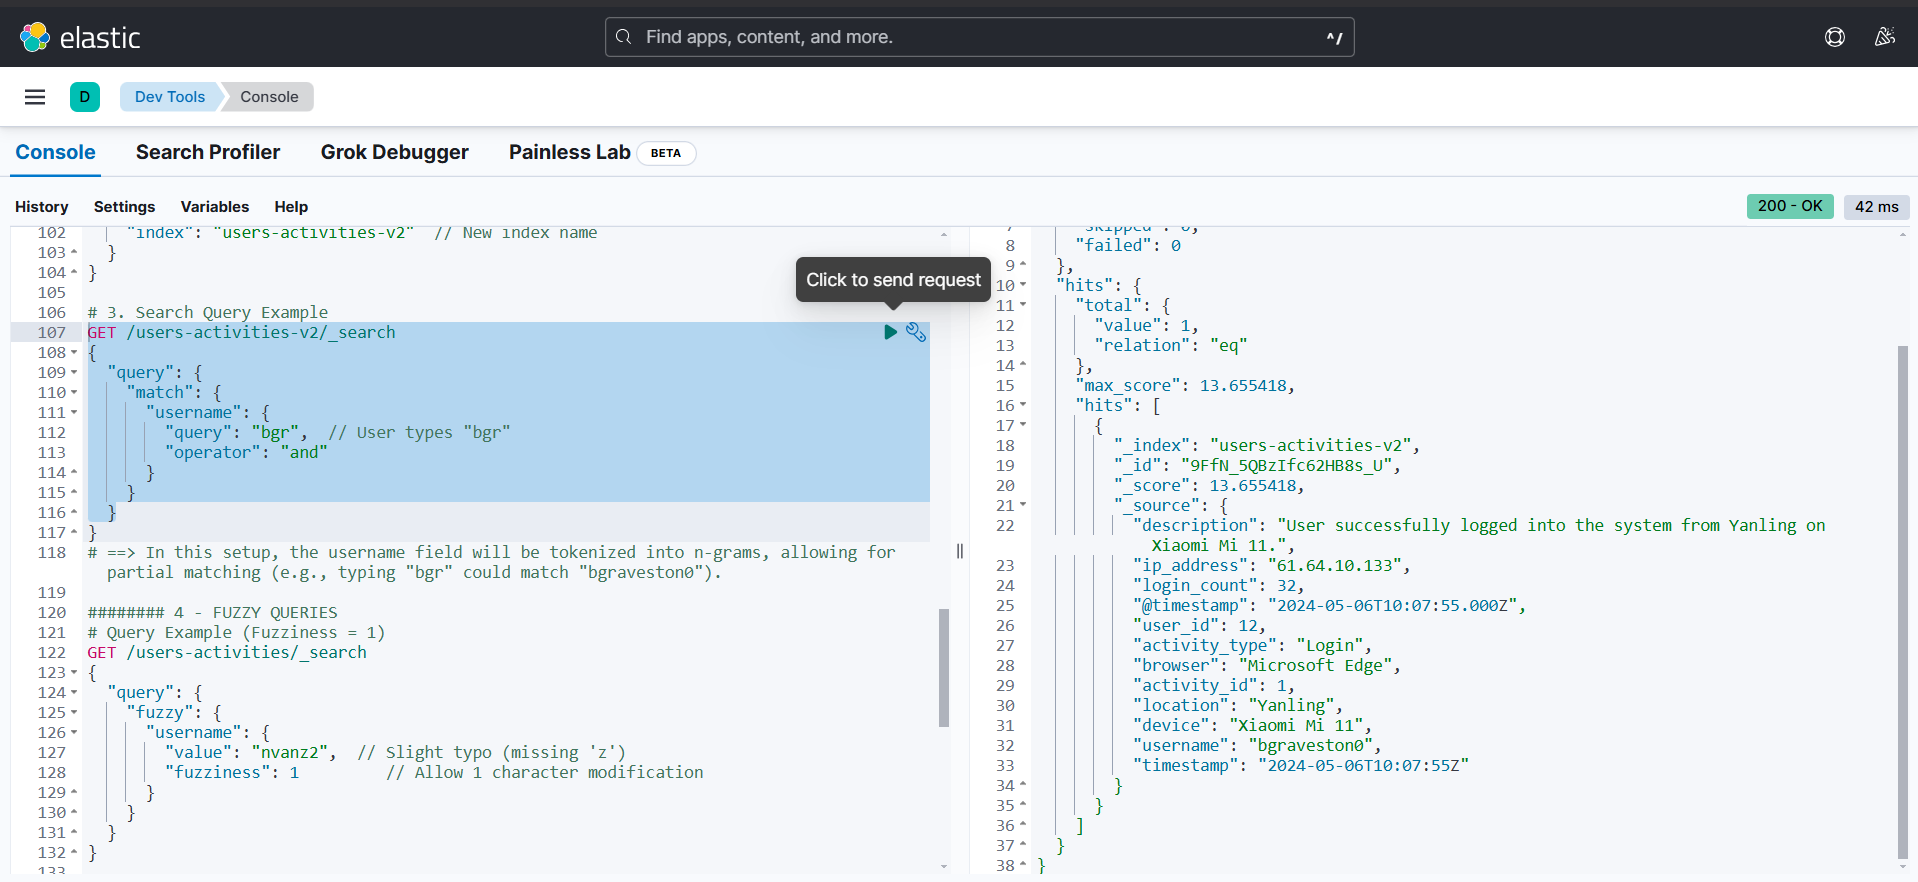 elastic
Find apps, content, and more.
^/
D
Dev Tools
Console
Console
Search Profiler
Grok Debugger
Painless Lab
BETA
History
Settings
Variables
Help
200 - OK
42 ms
102 "index": "users-activities-v2" // New index name
103 }
104 }
105
106 # 3. Search Query Example
107 GET /users-activities-v2/_search
108 {
109 "query": {
110 "match": {
111 "username": {
112 "query": "bgr", // User types "bgr"
113 "operator": "and"
114 }
115 }
116 }
117 }
118 # ==> In this setup, the username field will be tokenized into n-grams, allowing for
partial matching (e.g., typing "bgr" could match "bgraveston0").
119
120 ######## 4 - FUZZY QUERIES
121 # Query Example (Fuzziness = 1)
122 GET /users-activities/_search
123 {
124 "query": {
125 "fuzzy": {
126 "username": {
127 "value": "nvanz2", // Slight typo (missing 'z')
128 "fuzziness": 1 // Allow 1 character modification
129 }
130 }
131 }
132 }
133
Click to send request
7 "skipped": 0,
8 "failed": 0
9 },
10 "hits": {
11 "total": {
12 "value": 1,
13 "relation": "eq"
14 },
15 "max_score": 13.655418,
16 "hits": [
17 {
18 "_index": "users-activities-v2",
19 "_id": "9FfN_5QBzIfc62HB8s_U",
20 "_score": 13.655418,
21 "_source": {
22 "description": "User successfully logged into the system from Yanling on
Xiaomi Mi 11.",
23 "ip_address": "61.64.10.133",
24 "login_count": 32,
25 "@timestamp": "2024-05-06T10:07:55.000Z",
26 "user_id": 12,
27 "activity_type": "Login",
28 "browser": "Microsoft Edge",
29 "activity_id": 1,
30 "location": "Yanling",
31 "device": "Xiaomi Mi 11",
32 "username": "bgraveston0",
33 "timestamp": "2024-05-06T10:07:55Z"
34 }
35 }
36 ]
37 }
38 }